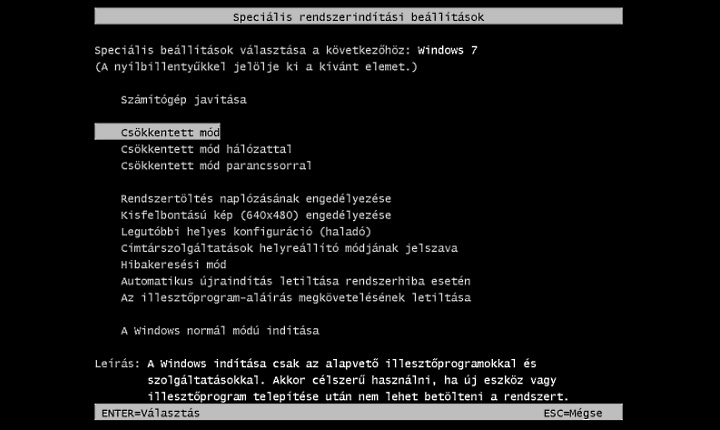 Speciális rendszerindítási beállítások
Speciális beállítások választása a következőhöz: Windows 7
(A nyílbillentyűkkel jelölje ki a kívánt elemet.)
Számítógép javítása
Csökkentett mód
Csökkentett mód hálózattal
Csökkentett mód parancssorral
Rendszertöltés naplózásának engedélyezése
Kisfelbontású kép (640x480) engedélyezése
Legutóbbi helyes konfiguráció (haladó)
Címtárszolgáltatások helyreállító módjának jelszava
Hibakeresési mód
Automatikus újraindítás letiltása rendszerhiba esetén
Az illesztőprogram-aláírás megkövetelésének letiltása
A Windows normál módú indítása
Leírás: A Windows indítása csak az alapvető illesztőprogramokkal és
szolgáltatásokkal. Akkor célszerű használni, ha új eszköz vagy
illesztőprogram telepítése után nem lehet betölteni a rendszert.
ENTER=Választás ESC=Mégse